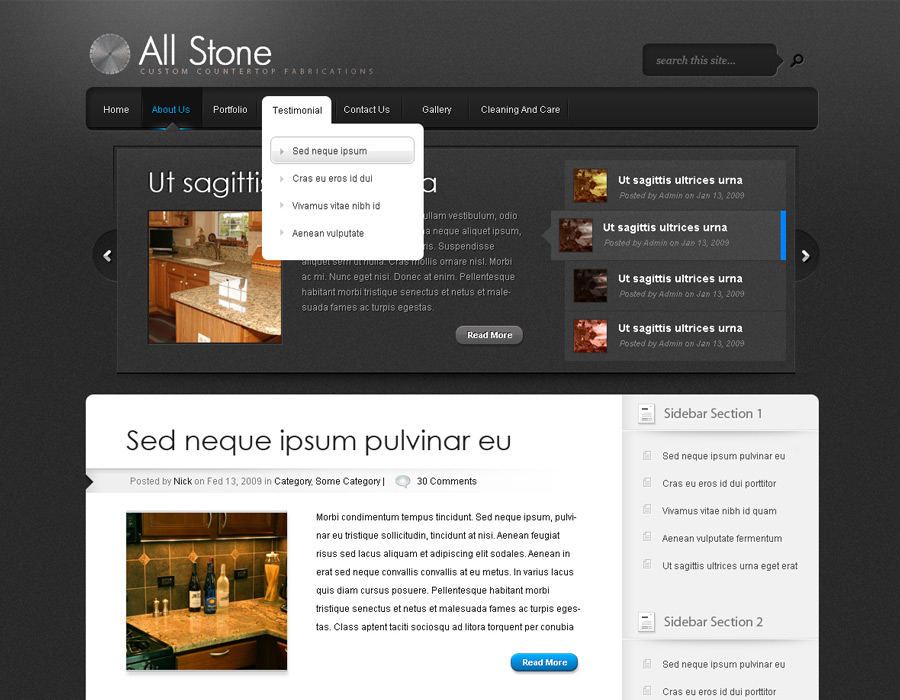 All Stone
CUSTOM COUNTERTOP FABRICATIONS
search this site...
Home
About Us
Portfolio
Testimonial
Contact Us
Gallery
Cleaning And Care
Sed neque ipsum
Cras eu eros id dui
Vivamus vitae nibh id
Aenean vulputate
Ut sagittis a
ullam vestibulum, odio
na neque aliquet ipsum,
ris. Suspendisse
aliquet sem ut nulla. Cras mollis ornare nisl. Morbi
ac mi. Nunc eget nisi. Donec at enim. Pellentesque
habitant morbi tristique senectus et netus et male-
suada fames ac turpis egestas.
Read More
Ut sagittis ultrices urna
Posted by Admin on Jan 13, 2009
Ut sagittis ultrices urna
Posted by Admin on Jan 13, 2009
Ut sagittis ultrices urna
Posted by Admin on Jan 13, 2009
Ut sagittis ultrices urna
Posted by Admin on Jan 13, 2009
Sed neque ipsum pulvinar eu
Posted by Nick on Fed 13, 2009 in Category, Some Category | 30 Comments
Morbi condimentum tempus tincidunt. Sed neque ipsum, pulvi-
nar eu tristique sollicitudin, tincidunt at nisi. Aenean feugiat
risus sed lacus aliquam et adipiscing elit sodales. Aenean in
erat sed neque convallis convallis at eu metus. In varius lacus
quis diam cursus posuere. Pellentesque habitant morbi
tristique senectus et netus et malesuada fames ac turpis eges-
tas. Class aptent taciti sociosqu ad litora torquent per conubia
Read More
Sidebar Section 1
Sed neque ipsum pulvinar eu
Cras eu eros id dui porttitor
Vivamus vitae nibh id quam
Aenean vulputate fermentum
Ut sagittis ultrices urna eget erat
Sidebar Section 2
Sed neque ipsum pulvinar eu
Cras eu eros id dui porttitor